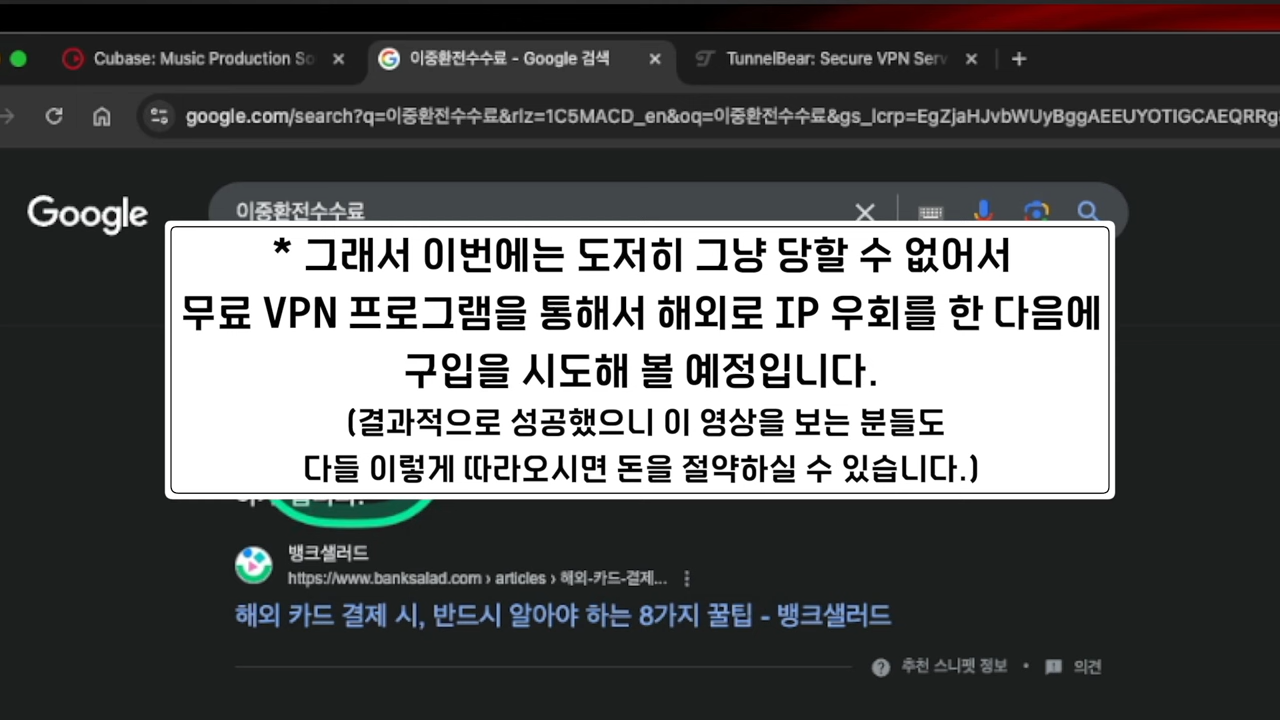 Cubase: Music Production So
이중환전수수료 - Google 검색
TunnelBear: Secure VPN Serv
google.com/search?q=이중환전수수료&rlz=1C5MACD_en&oq=이중환전수수료&gs_lcrp=EgZjaHJvbWUyBggAEEUYOTIGCAEQRRg
Google
이중환전수수료
* 그래서 이번에는 도저히 그냥 당할 수 없어서
무료 VPN 프로그램을 통해서 해외로 IP 우회를 한 다음에
구입을 시도해 볼 예정입니다.
(결과적으로 성공했으니 이 영상을 보는 분들도
다들 이렇게 따라오시면 돈을 절약하실 수 있습니다.)
뱅크샐러드
https://www.banksalad.com › articles › 해외-카드-결제...
해외 카드 결제 시, 반드시 알아야 하는 8가지 꿀팁 - 뱅크샐러드
추천 스니펫 정보 • 의견